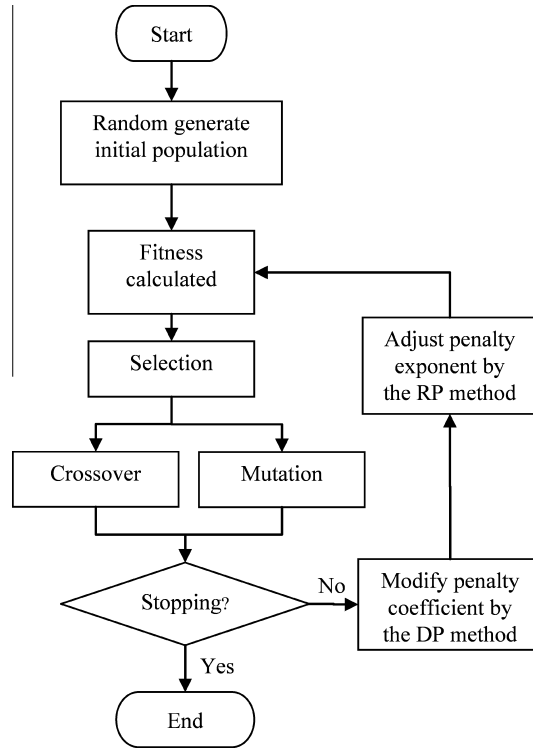 Start
Random generate
initial population
Fitness
calculated
Selection
Crossover
Mutation
Stopping?
No
Yes
End
Modify penalty
coefficient by
the DP method
Adjust penalty
exponent by
the RP method